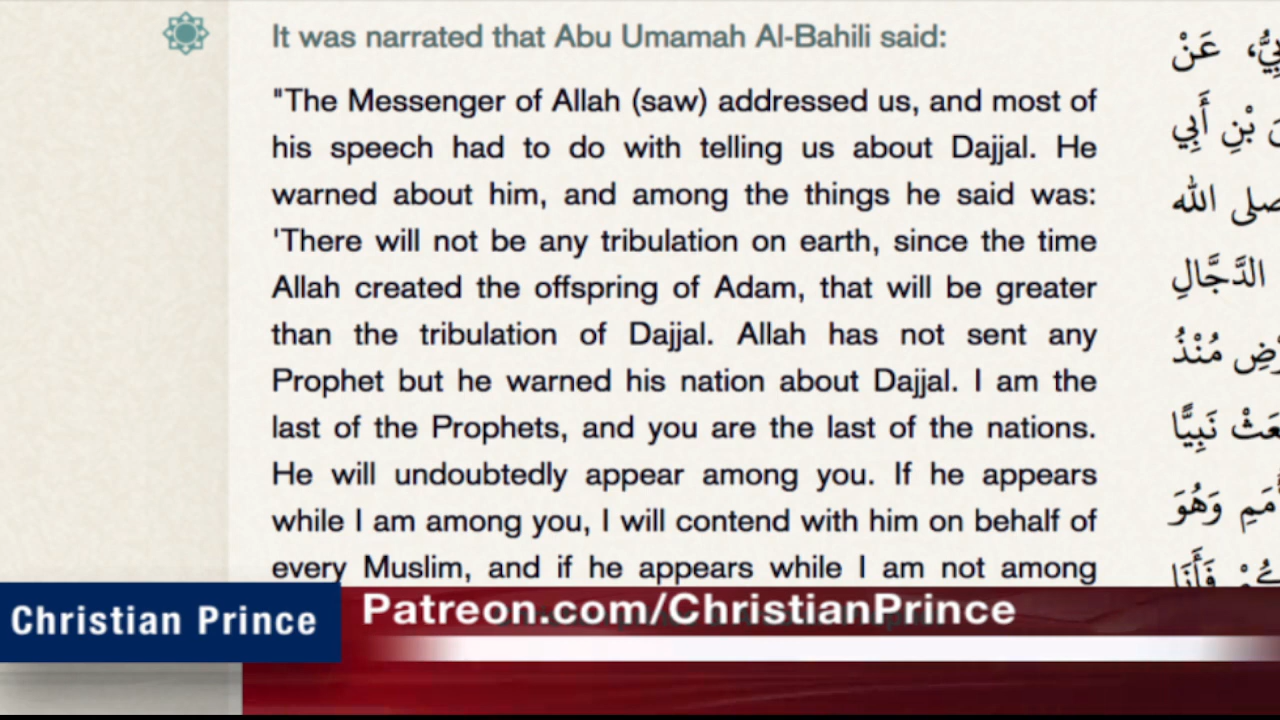 It was narrated that Abu Umamah Al-Bahili said:
"The Messenger of Allah (saw) addressed us, and most of
his speech had to do with telling us about Dajjal. He
warned about him, and among the things he said was:
'There will not be any tribulation on earth, since the time
Allah created the offspring of Adam, that will be greater
than the tribulation of Dajjal. Allah has not sent any
Prophet but he warned his nation about Dajjal. I am the
last of the Prophets, and you are the last of the nations.
He will undoubtedly appear among you. If he appears
while I am among you, I will contend with him on behalf of
every Muslim, and if he appears while I am not among
عَنْ
بْنِ أَبِي
صلى الله
الدَّجَّالِ
مُنْذُ
نَبِيًّا
وَهُوَ
Christian Prince
Patreon.com/ChristianPrince